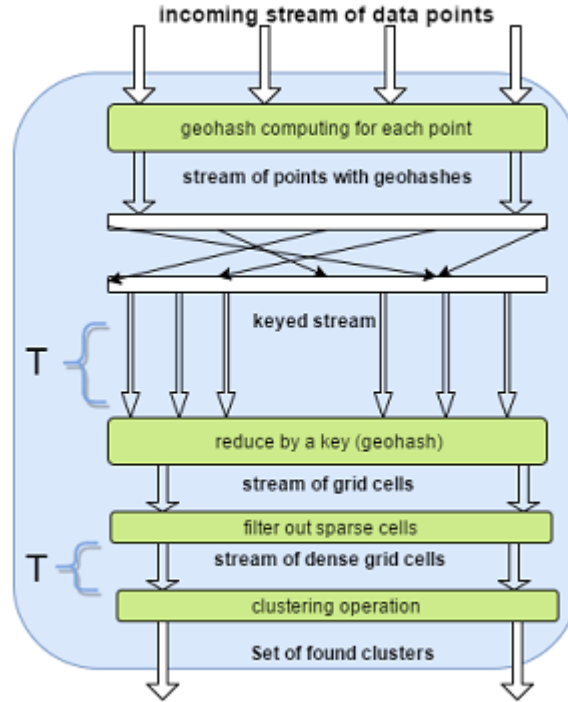 incoming stream of data points
geohash computing for each point
stream of points with geohashes
keyed stream
T
reduce by a key (geohash)
stream of grid cells
filter out sparse cells
stream of dense grid cells
T
clustering operation
Set of found clusters